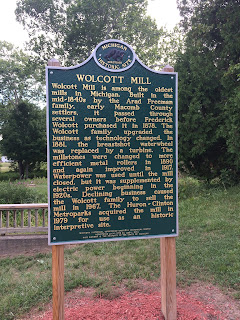 MICHIGAN
HISTORIC SITE
WOLCOTT MILL
Wolcott Mill is among the oldest
mills in Michigan. Built in the
mid-1840s by the Arad Freeman
family, early Macomb County
settlers, it passed through
several owners before Frederick
Wolcott purchased it in 1878. The
Wolcott family upgraded the
business as technology changed. In
1881, the breastshot waterwheel
was replaced by a turbine. The
millstones were changed to more
efficient metal rollers in 1890
and again improved in
Waterpower was used until the mill
closed, but it was supplemented by
electric power beginning in the
1920s. Declining business caused
the Wolcott family to sell the
mill in 1967. The Huron-Clinton
Metroparks acquired the mill in
1979 for use as an historic
interpretive site.